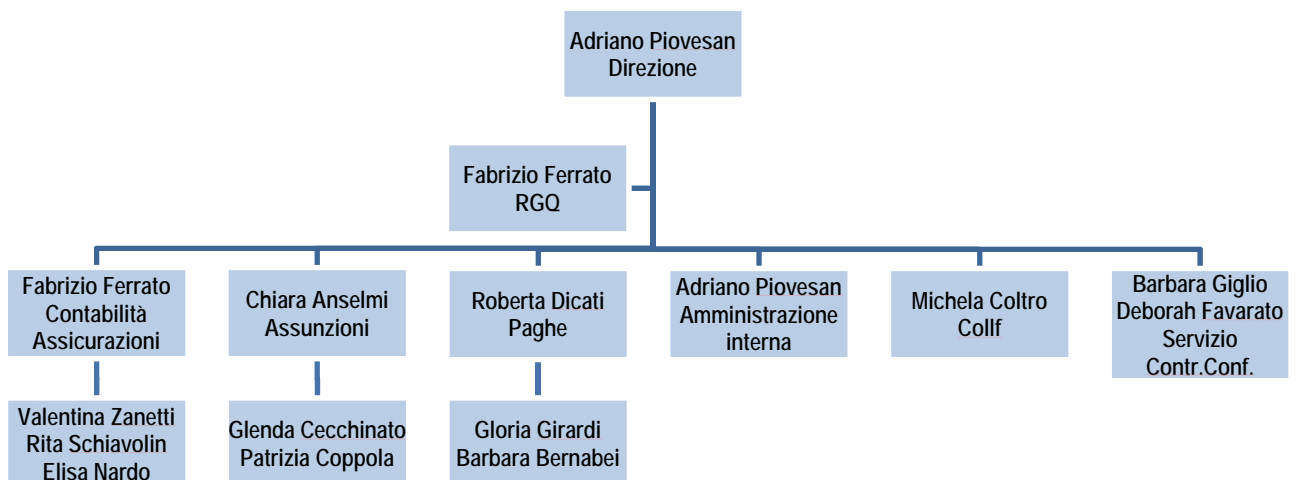 Adriano Piovesan
Direzione
Fabrizio Ferrato
RGQ
Fabrizio Ferrato
Contabilità
Assicurazioni
Chiara Anselmi
Assunzioni
Roberta Dicati
Paghe
Adriano Piovesan
Amministrazione
interna
Michela Coltro
Collf
Barbara Giglio
Deborah Favarato
Servizio
Contr.Conf.
Valentina Zanetti
Rita Schiavolin
Elisa Nardo
Glenda Cecchinato
Patrizia Coppola
Gloria Girardi
Barbara Bernabei